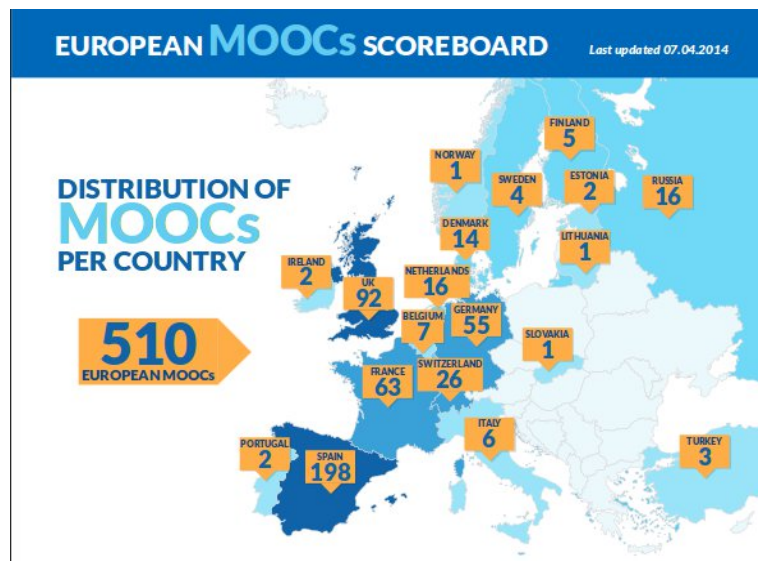 EUROPEAN MOOCs SCOREBOARD
Last updated 07.04.2014
DISTRIBUTION OF
MOOCs
PER COUNTRY
510
EUROPEAN MOOCs
FINLAND
5
NORWAY
1
SWEDEN
4
ESTONIA
2
RUSSIA
16
DENMARK
14
LITHUANIA
1
IRELAND
2
UK
92
NETHERLANDS
16
BELGIUM
7
GERMANY
55
SLOVAKIA
1
FRANCE
63
SWITZERLAND
26
ITALY
6
PORTUGAL
2
SPAIN
198
TURKEY
3